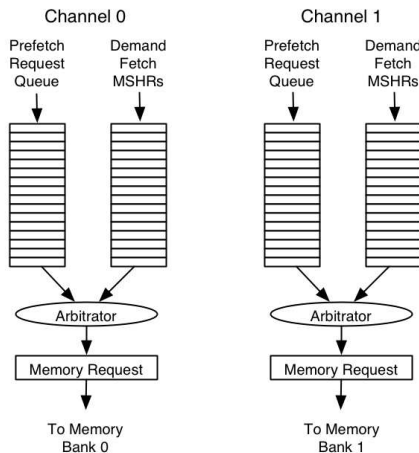 Channel 0
Prefetch
Request
Queue
Demand
Fetch
MSHRs
Arbitrator
Memory Request
To Memory
Bank 0
Channel 1
Prefetch
Request
Queue
Demand
Fetch
MSHRs
Arbitrator
Memory Request
To Memory
Bank 1